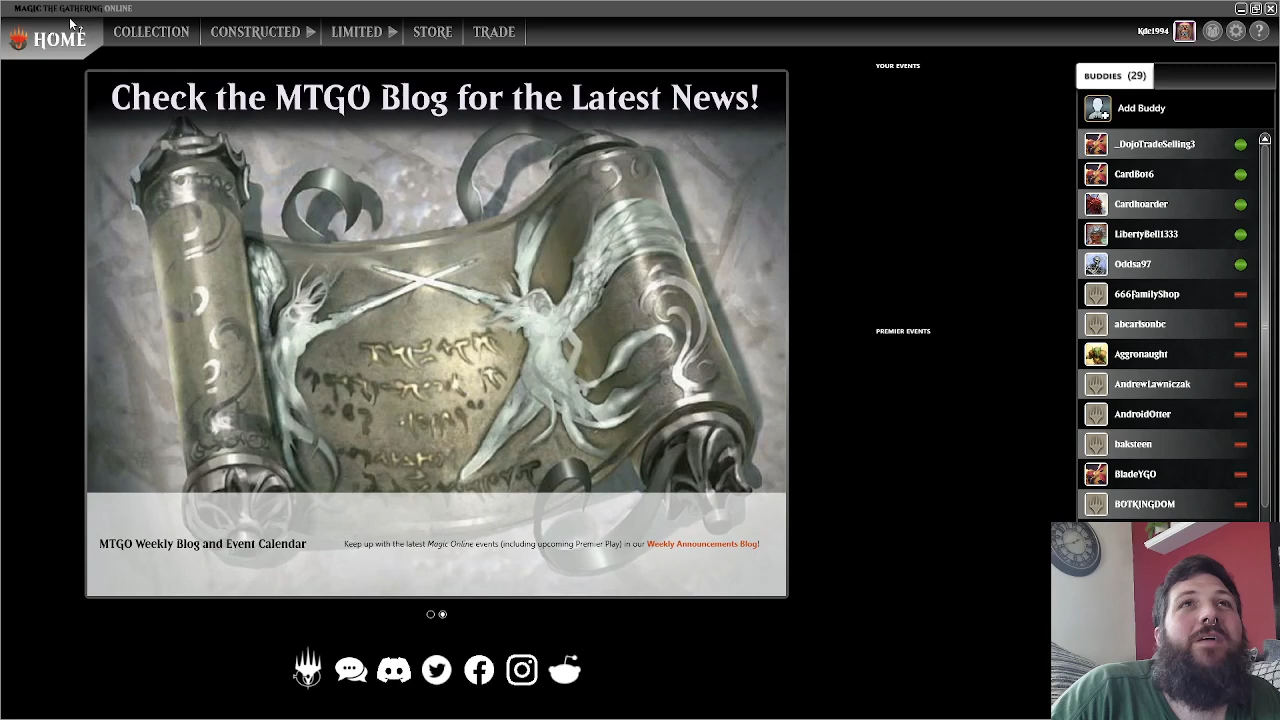 MAGIC THE GATHERING ONLINE
HOME
COLLECTION
CONSTRUCTED
LIMITED
STORE
TRADE
Kdc1994
?
Check the MTGO Blog for the Latest News!
MTGO Weekly Blog and Event Calendar
Keep up with the latest Magic Online events (including upcoming Premier Play) in our Weekly Announcements Blog!
YOUR EVENTS
PREMIER EVENTS
BUDDIES (29)
Add Buddy
_DojoTradeSelling3
CardBot6
Cardhoarder
LibertyBell1333
Oddsa97
666FamilyShop
abcarlsonbc
Aggronaught
AndrewLawniczak
AndroidOtter
baksteen
BladeYGO
BOTKINGDOM